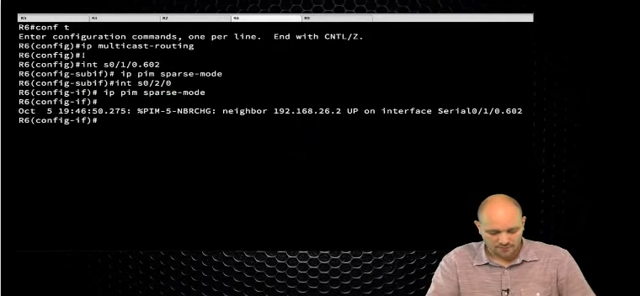 R6#conf t
Enter configuration commands, one per line.  End with CNTL/Z.
R6(config)#ip multicast-routing
R6(config)#!
R6(config)#int s0/1/0.602
R6(config-subif)# ip pim sparse-mode
R6(config-subif)#int s0/2/0
R6(config-if)# ip pim sparse-mode
R6(config-if)#
Oct  5 19:46:50.275: %PIM-5-NBRCHG: neighbor 192.168.26.2 UP on interface Serial0/1/0.602
R6(config-if)#